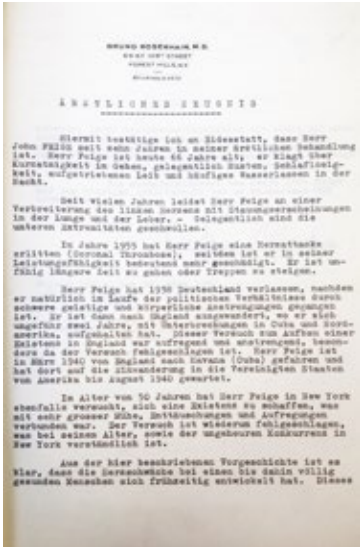 BRUNO ROSENHAIN, M.D.
FOREST HILLS, N.Y.
ÄRZTLICHES ZEUGNIS
Hiermit bestätige ich an Eidesstatt, dass Herr
John FEIGE seit zehn Jahren in meiner ärztlichen Behandlung
ist. Herr Feige ist heute 66 Jahre alt; er klagt über
Kurzatmigkeit im Gehen, gelegentlich Husten, Schlaflosig-
keit, aufgetriebenen Leib und häufiges Wasserlassen in der
Nacht.
Seit vielen Jahren leidet Herr Feige an einer
Verbreiterung des linken Herzens mit Stauungserscheinungen
in der Lunge und der Leber. - Gelegentlich sind die
unteren Extremitäten geschwollen.
Im Jahre 1955 hat Herr Feige eine Herzattacke
erlitten (Coronal Thrombose), seitdem ist er in seiner
Leistungsfähigkeit bedeutend mehr geschädigt. Er ist un-
fähig längere Zeit zu gehen oder Treppen zu steigen.
Herr Feige hat 1938 Deutschland verlassen, nachdem
er natürlich im Laufe der politischen Verhältnisse durch
schwere geistige und körperliche Anstrengungen gegangen
ist. Er ist dann nach England ausgewandert, wo er sich
ungefähr zwei Jahre, mit Unterbrechungen in Cuba und Nord-
amerika, aufgehalten hat. Dieser Versuch zum Aufbau einer
Existenz in England war aufregend und anstrengend, beson-
ders da der Versuch fehlgeschlagen ist. Herr Feige ist
im März 1940 von England nach Havana (Cuba) gefahren und
hat dort auf die Einwanderung in die Vereinigten Staaten
von Amerika bis August 1940 gewartet.
Im Alter von 50 Jahren hat Herr Feige in New York
ebenfalls versucht, sich eine Existenz zu schaffen, was
mit grosser Mühe, Enttäuschungen und Aufregungen
verbunden war. Der Versuch ist wiederum fehlgeschlagen,
was bei seinem Alter, sowie der ungeheuren Konkurrenz in
New York verständlich ist.
Aus der hier beschriebenen Vorgeschichte ist es
klar, dass die Herzschwäche bei einem bis dahin völlig
gesunden Menschen sich frühzeitig entwickelt hat. Dieses